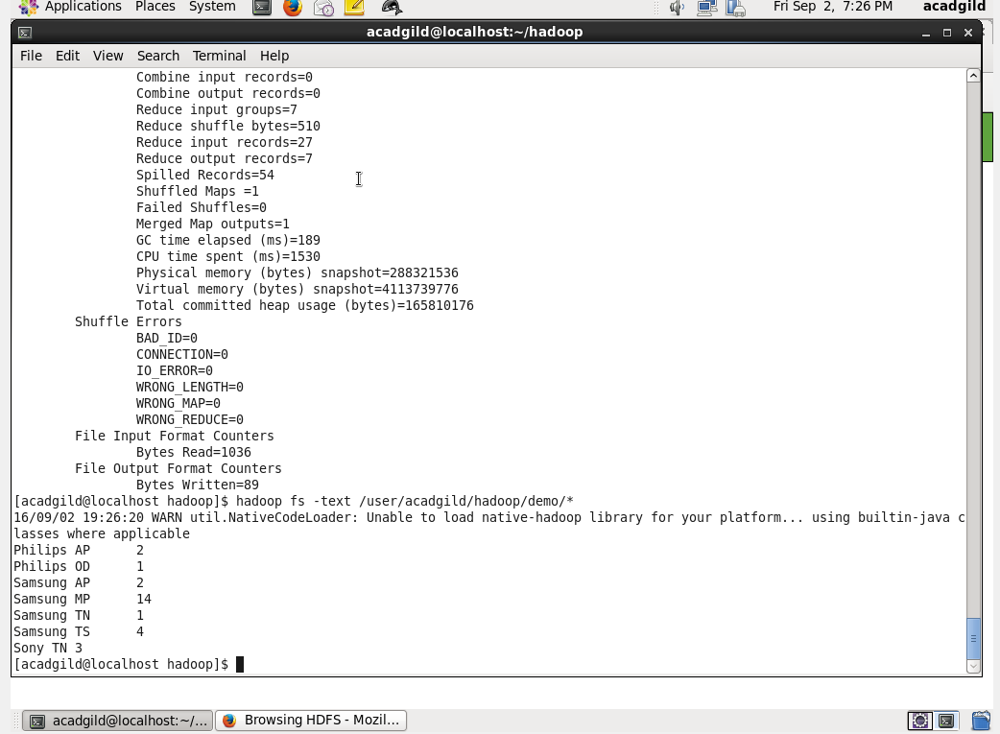 Applications Places System Fri Sep 2, 7:26 PM acadgild
acadgild@localhost:~/hadoop
File Edit View Search Terminal Help
Combine input records=0
Combine output records=0
Reduce input groups=7
Reduce shuffle bytes=510
Reduce input records=27
Reduce output records=7
Spilled Records=54
Shuffled Maps =1
Failed Shuffles=0
Merged Map outputs=1
GC time elapsed (ms)=189
CPU time spent (ms)=1530
Physical memory (bytes) snapshot=288321536
Virtual memory (bytes) snapshot=4113739776
Total committed heap usage (bytes)=165810176
Shuffle Errors
BAD_ID=0
CONNECTION=0
IO_ERROR=0
WRONG_LENGTH=0
WRONG_MAP=0
WRONG_REDUCE=0
File Input Format Counters
Bytes Read=1036
File Output Format Counters
Bytes Written=89
[acadgild@localhost hadoop]$ hadoop fs -text /user/acadgild/hadoop/demo/*
16/09/02 19:26:20 WARN util.NativeCodeLoader: Unable to load native-hadoop library for your platform... using builtin-java c
lasses where applicable
Philips AP 2
Philips OD 1
Samsung AP 2
Samsung MP 14
Samsung TN 1
Samsung TS 4
Sony TN 3
[acadgild@localhost hadoop]$
acadgild@localhost:~/... Browsing HDFS - Mozil...